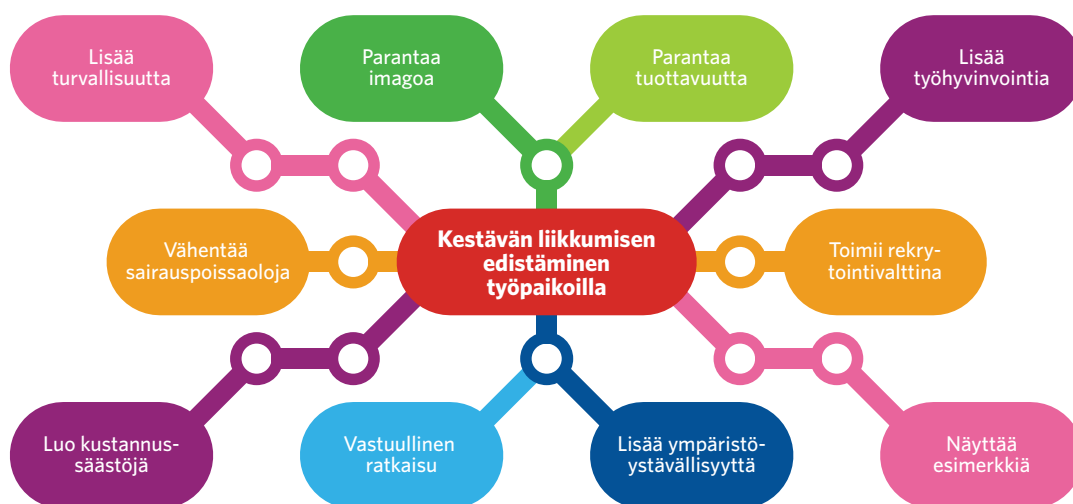 Lisää
turvallisuutta
Parantaa
imagoa
Parantaa
tuottavuutta
Lisää
työhyvinvointia
Vähentää
sairauspoissaoloja
Kestävän liikkumisen
edistäminen
työpaikoilla
Toimii rekry-
tointivalttina
Luo kustannus-
säästöjä
Vastuullinen
ratkaisu
Lisää ympäristö-
ystävällisyyttä
Näyttää
esimerkkiä